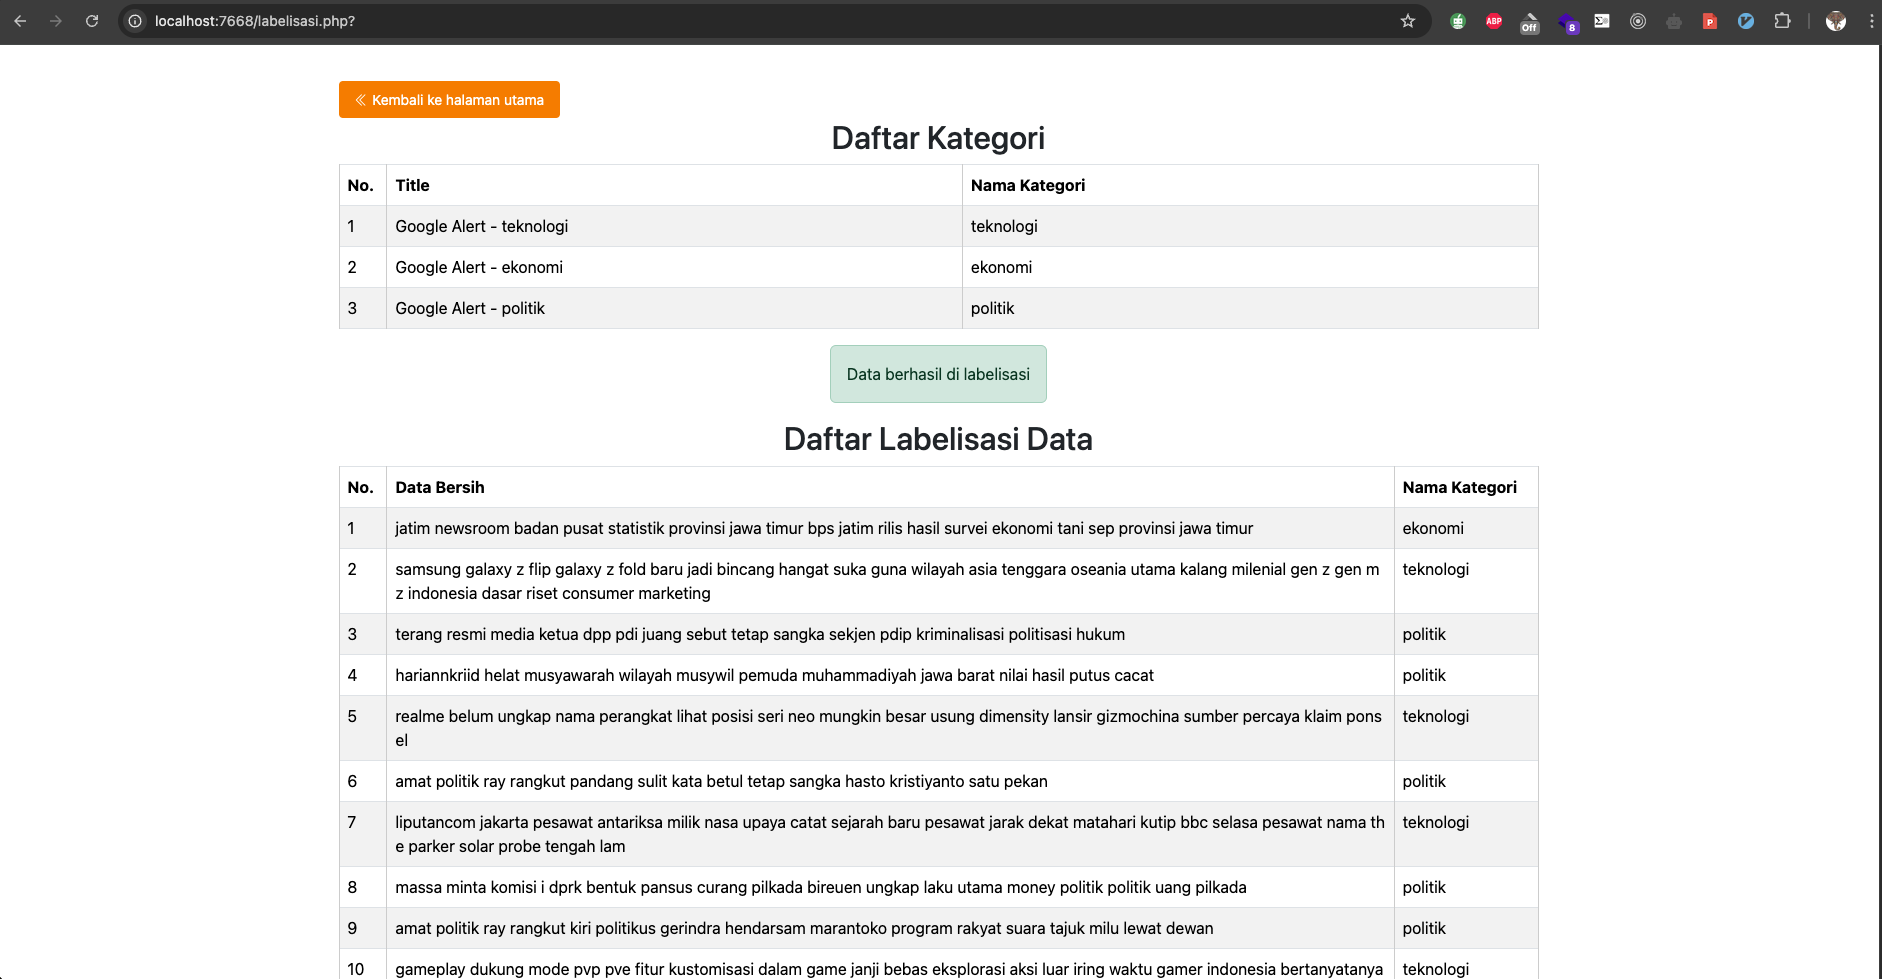 localhost:7668/labelisasi.php?
ABP
Off
8
Kembali ke halaman utama
Daftar Kategori
No. Title Nama Kategori
1 Google Alert - teknologi teknologi
2 Google Alert - ekonomi ekonomi
3 Google Alert - politik politik
Data berhasil di labelisasi
Daftar Labelisasi Data
No. Data Bersih Nama Kategori
1 jatim newsroom badan pusat statistik provinsi jawa timur bps jatim rilis hasil survei ekonomi tani sep provinsi jawa timur ekonomi
2 samsung galaxy z flip galaxy z fold baru jadi bincang hangat suka guna wilayah asia tenggara oseania utama kalang milenial gen z gen m teknologi
z indonesia dasar riset consumer marketing
3 terang resmi media ketua dpp pdi juang sebut tetap sangka sekjen pdip kriminalisasi politisasi hukum politik
4 hariannkriid helat musyawarah wilayah musywil pemuda muhammadiyah jawa barat nilai hasil putus cacat politik
5 realme belum ungkap nama perangkat lihat posisi seri neo mungkin besar usung dimensity lansir gizmochina sumber percaya klaim pons teknologi
el
6 amat politik ray rangkut pandang sulit kata betul tetap sangka hasto kristiyanto satu pekan politik
7 liputancom jakarta pesawat antariksa milik nasa upaya catat sejarah baru pesawat jarak dekat matahari kutip bbc selasa pesawat nama th teknologi
e parker solar probe tengah lam
8 massa minta komisi i dprk bentuk pansus curang pilkada bireuen ungkap laku utama money politik politik uang pilkada politik
9 amat politik ray rangkut kiri politikus gerindra hendarsam marantoko program rakyat suara tajuk milu lewat dewan politik
10 gameplay dukung mode pvp pve fitur kustomisasi dalam game janji bebas eksplorasi aksi luar iring waktu gamer indonesia bertanyatanya teknologi